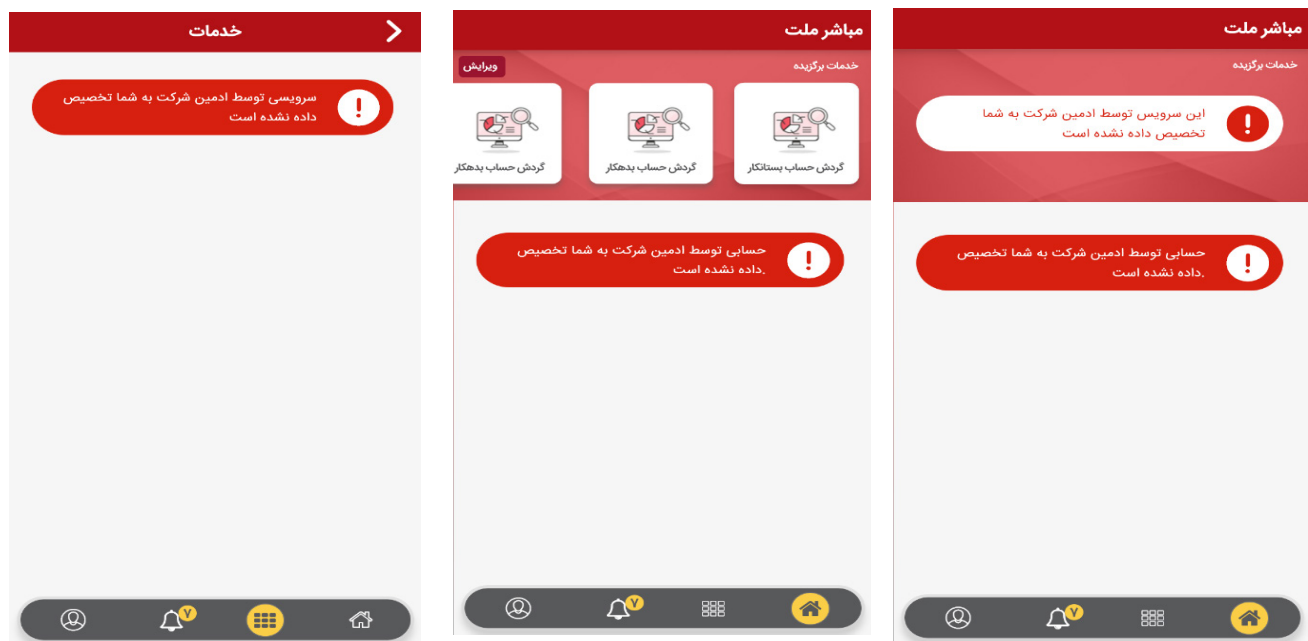 مباشر ملت
خدمات برگزیده
این سرویس توسط ادمین شرکت به شما
تخصیص داده نشده است
حسابی توسط ادمین شرکت به شما تخصیص
.داده نشده است
۷
مباشر ملت
خدمات برگزیده
ویرایش
گردش حساب بستانکار
گردش حساب بدهکار
گردش حساب بدهکار
حسابی توسط ادمین شرکت به شما تخصیص
.داده نشده است
۷
خدمات
سرویسی توسط ادمین شرکت به شما تخصیص
داده نشده است
۷